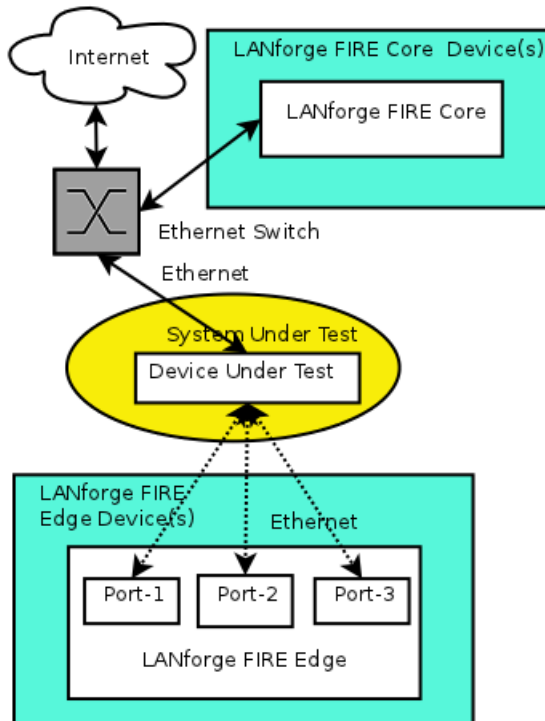 Internet
LANforge FIRE Core Device(s)
LANforge FIRE Core
Ethernet Switch
Ethernet
System Under Test
Device Under Test
LANforge FIRE
Edge Device(s)
Ethernet
Port-1
Port-2
Port-3
LANforge FIRE Edge